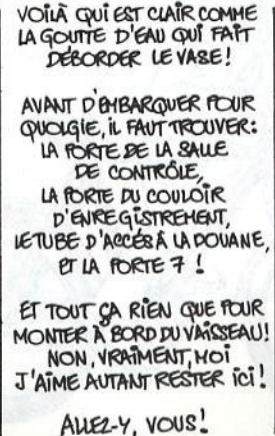 VOILÀ QUI EST CLAIR COMME
LA GOUTTE D'EAU QUI FAIT
DÉBORDER LE VASE!
AVANT D'EMBARQUER POUR
QUOLGIE, IL FAUT TROUVER:
LA PORTE DE LA SALLE
DE CONTRÔLE,
LA PORTE DU COULOIR
D'ENREGISTREMENT,
LE TUBE D'ACCÉS À LA DOUANE,
ET LA PORTE 7!
ET TOUT ÇA RIEN QUE POUR
MONTER À BORD DU VAISSEAU!
NON, VRAIMENT, MOI
J'AIME AUTANT RESTER ICI!
ALLEZ-Y, VOUS!